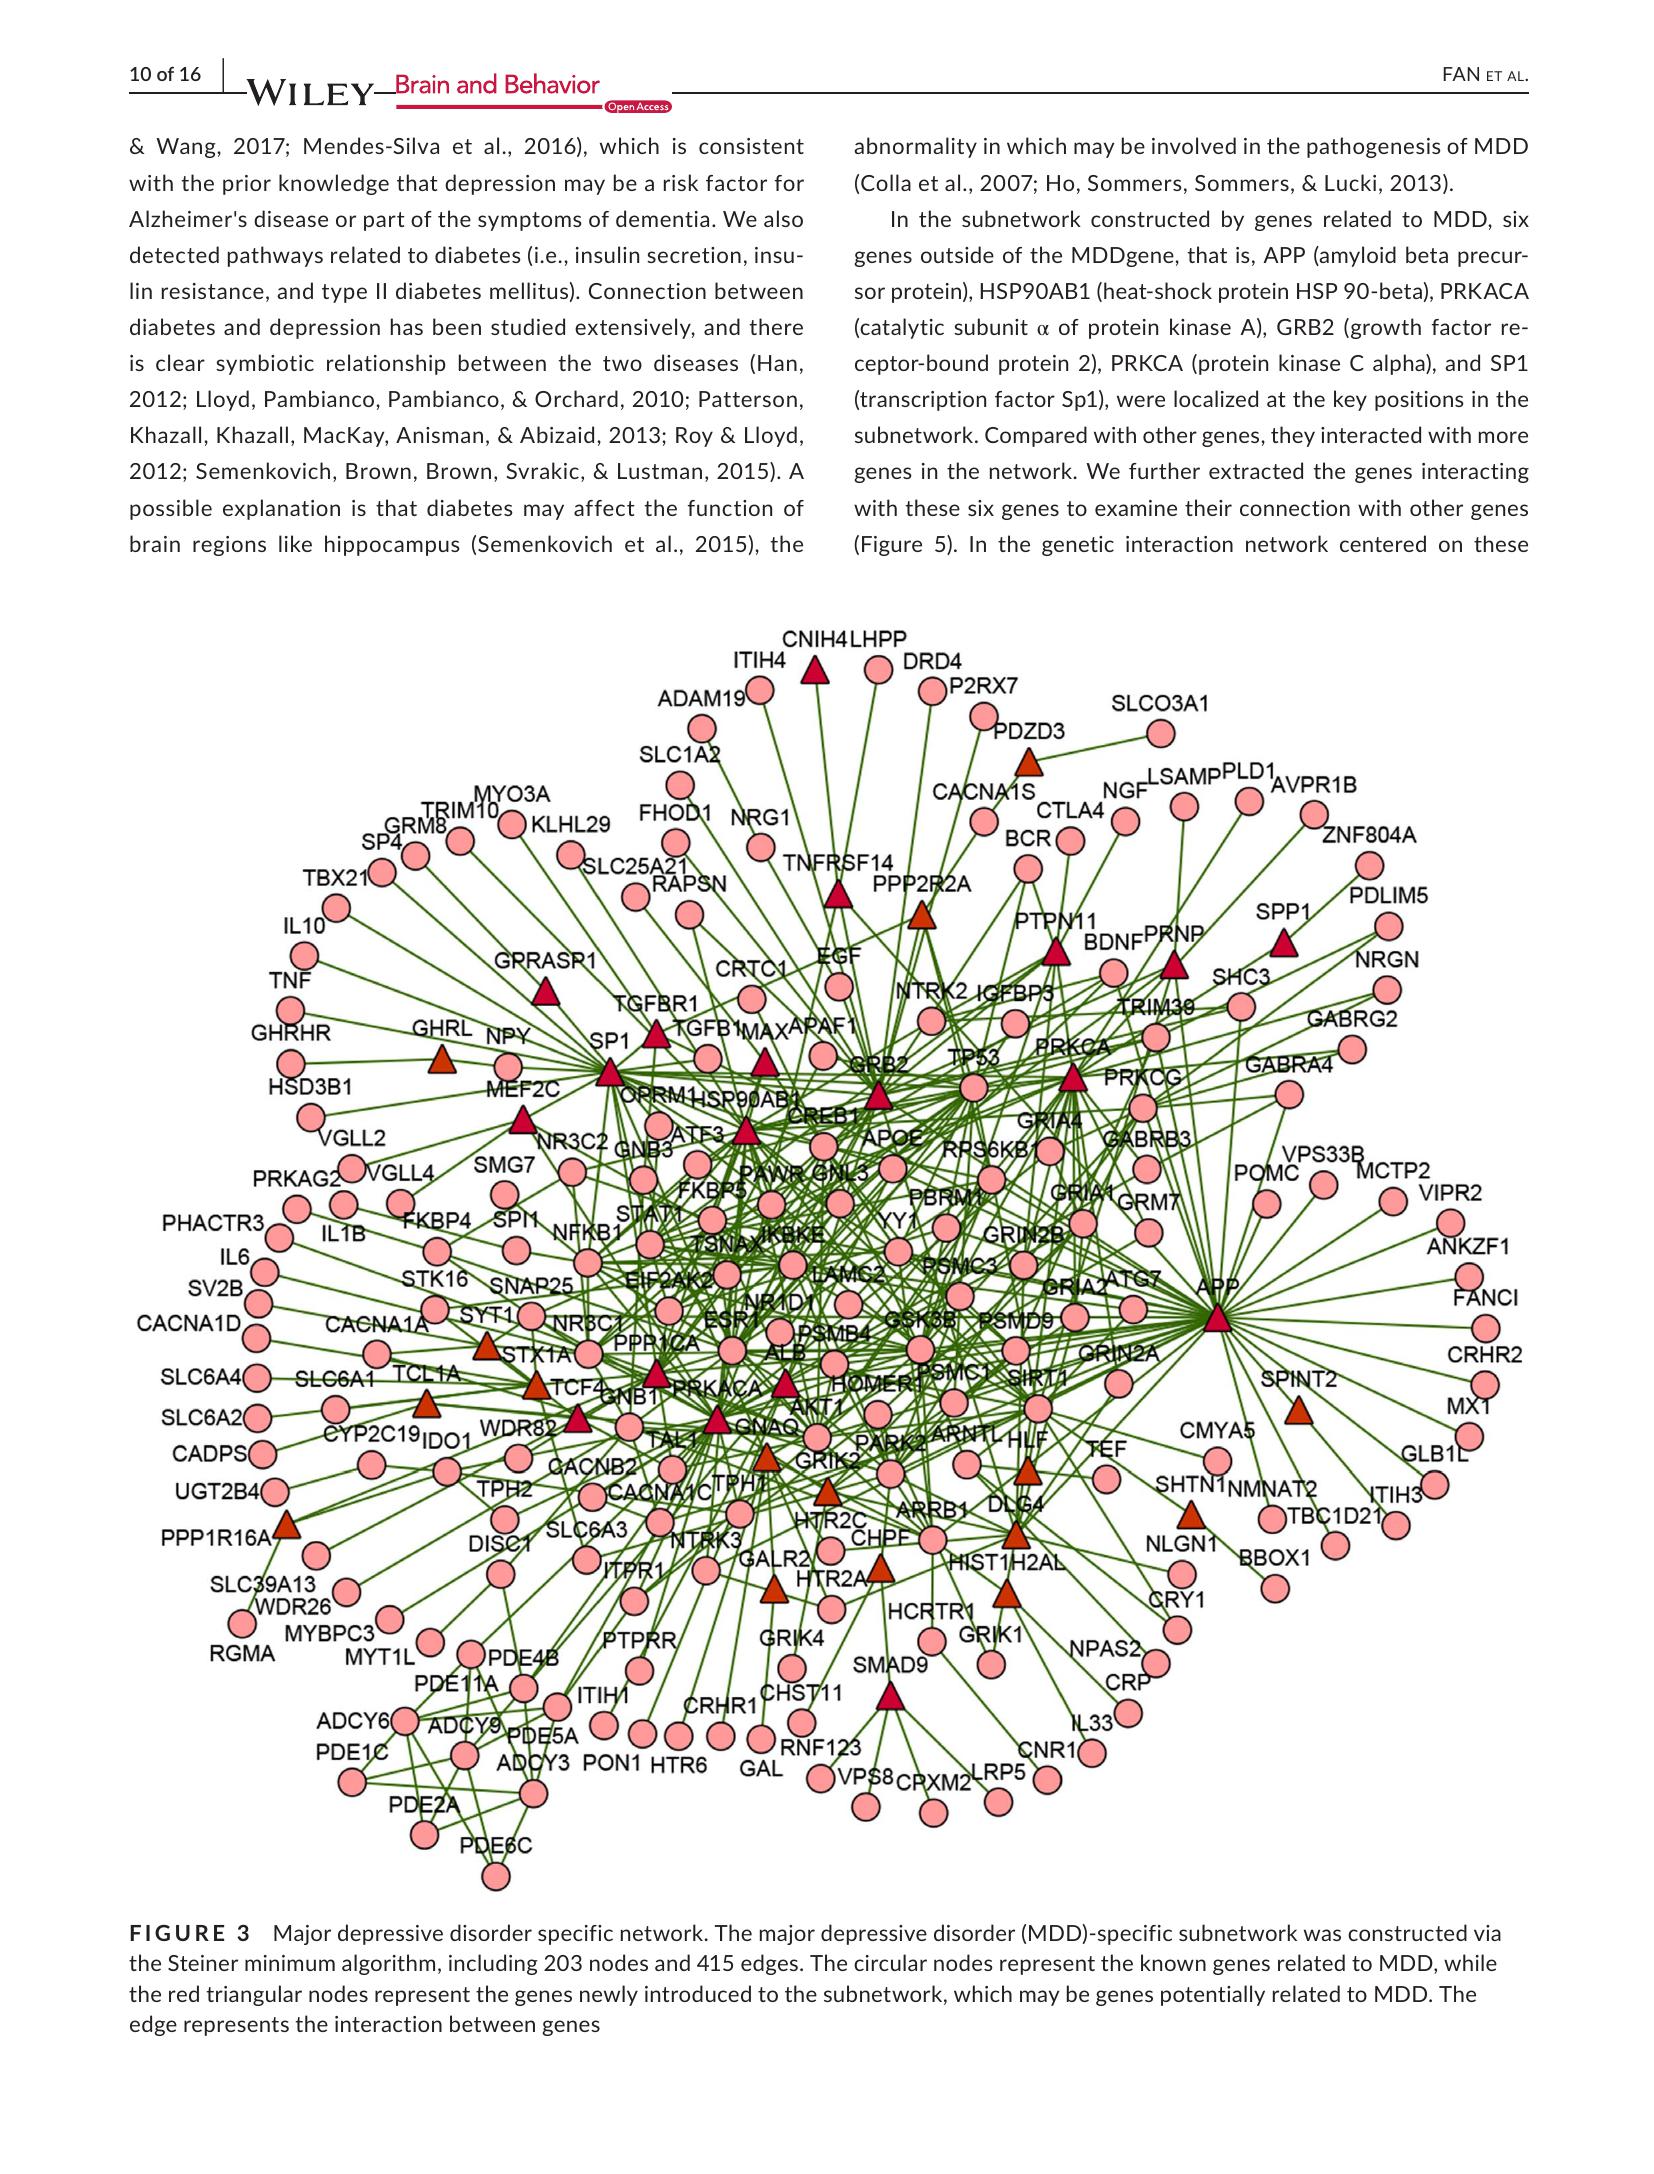 10 of 16
WILEY
Brain and Behavior
Open Access
FAN ET AL.
& Wang, 2017; Mendes-Silva et al., 2016), which is consistent
with the prior knowledge that depression may be a risk factor for
Alzheimer's disease or part of the symptoms of dementia. We also
detected pathways related to diabetes (i.e., insulin secretion, insu-
lin resistance, and type II diabetes mellitus). Connection between
diabetes and depression has been studied extensively, and there
is clear symbiotic relationship between the two diseases (Han,
2012; Lloyd, Pambianco, Pambianco, & Orchard, 2010; Patterson,
Khazall, Khazall, MacKay, Anisman, & Abizaid, 2013; Roy & Lloyd,
2012; Semenkovich, Brown, Brown, Svrakic, & Lustman, 2015). A
possible explanation is that diabetes may affect the function of
brain regions like hippocampus (Semenkovich et al., 2015), the
abnormality in which may be involved in the pathogenesis of MDD
(Colla et al., 2007; Ho, Sommers, Sommers, & Lucki, 2013).
In the subnetwork constructed by genes related to MDD, six
genes outside of the MDDgene, that is, APP (amyloid beta precur-
sor protein), HSP90AB1 (heat-shock protein HSP 90-beta), PRKACA
(catalytic subunit α of protein kinase A), GRB2 (growth factor re-
ceptor-bound protein 2), PRKCA (protein kinase C alpha), and SP1
(transcription factor Sp1), were localized at the key positions in the
subnetwork. Compared with other genes, they interacted with more
genes in the network. We further extracted the genes interacting
with these six genes to examine their connection with other genes
(Figure 5). In the genetic interaction network centered on these
CNIH4 LHPP
ITIH4 DRD4
P2RX7
ADAM19 SLCO3A1
PDZD3
SLC1A2
LSAMP PLD1 AVPR1B
MYO3A CACNA1S NGF
TRIM10 FHOD1 NRG1 CTLA4
GRM8 KLHL29 ZNF804A
SP4 BCR
SLC25A21 TNFRSF14
TBX21 RAPSN PPP2R2A PDLIM5
IL10 PTPN11 SPP1
BDNF PRNP
GPRASP1 EGF NRGN
TNF CRTC1 SHC3
NTRK2 IGFBP3
TGFBR1 TRIM39 GABRG2
GHRHR GHRL NPY SP1 TGFB1 MAX APAF1
PRKCA
TP53 GRB2 GABRA4
HSD3B1 MEF2C PRKCG
OPRM1 HSP90AB1
CREB1 GRIA4
VGLL2 NR3C2 ATF3 APOE GABRB3
GNB3 RPS6KB1 VPS33B
PRKAG2 VGLL4 SMG7 PAWR GNL3 POMC MCTP2
FKBP5 PBRM1 GRIA1 VIPR2
PHACTR3 IL1B FKBP4 SPI1 STAT1 YY1 GRM7
NFKB1 IKBKE GRIN2B
IL6 TSNAX ANKZF1
SV2B STK16 SNAP25 EIF2AK2 LAMC2 PSMC3 GRIA2 ATG7 APP
NR1D1 FANCI
CACNA1D CACNA1A SYT1 NR3C1 ESR1 GSK3B PSMD9
PPP1CA PSMB4
STX1A ALB GRIN2A CRHR2
SLC6A4 SLC6A1 TCL1A TCF4 PRKACA HOMER1 PSMC1 SIRT1 SPINT2
GNB1 AKT1 MX1
SLC6A2 WDR82 GNAQ
CYP2C19 IDO1 TAL1 PARK2 ARNTL HLF TEF CMYA5
CADPS CACNB2 GRIK2 GLB1L
UGT2B4 TPH2 CACNA1C TPH1 SHTN1 NMNAT2 ITIH3
ARRB1 DLG4 TBC1D21
PPP1R16A SLC6A3 HTR2C
DISC1 NTRK3 CHPF NLGN1
GALR2 HIST1H2AL BBOX1
SLC39A13 ITPR1 HTR2A
WDR26 HCRTR1 CRY1
MYBPC3 PTPRR GRIK4 GRIK1
RGMA MYT1L PDE4B SMAD9 NPAS2
PDE11A ITIH1 CHST11 CRP
ADCY6 ADCY9 CRHR1 IL33
PDE5A RNF123 CNR1
PDE1C ADCY3 PON1 HTR6 GAL
VPS8 CPXM2 LRP5
PDE2A
PDE6C
FIGURE 3 Major depressive disorder specific network. The major depressive disorder (MDD)-specific subnetwork was constructed via
the Steiner minimum algorithm, including 203 nodes and 415 edges. The circular nodes represent the known genes related to MDD, while
the red triangular nodes represent the genes newly introduced to the subnetwork, which may be genes potentially related to MDD. The
edge represents the interaction between genes